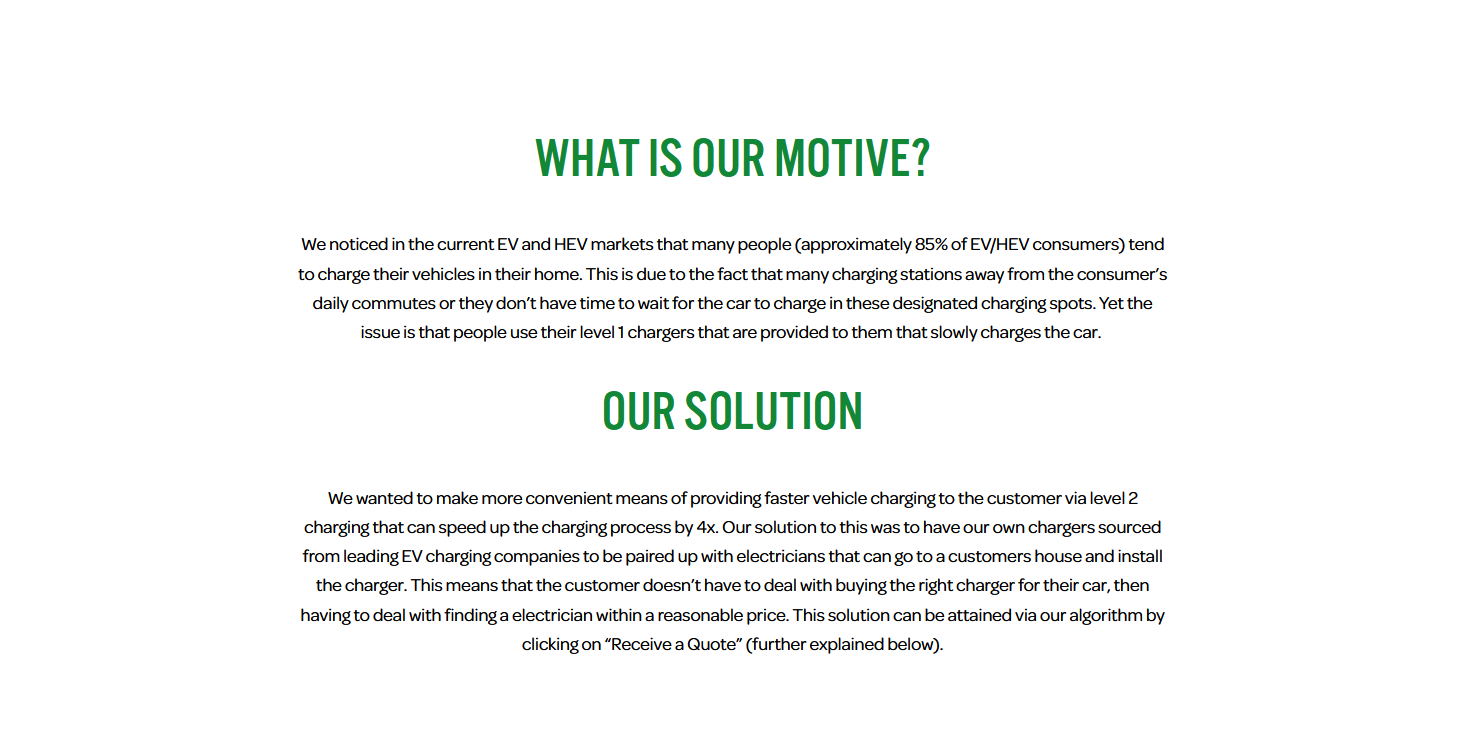 WHAT IS OUR MOTIVE?
We noticed in the current EV and HEV markets that many people (approximately 85% of EV/HEV consumers) tend
to charge their vehicles in their home. This is due to the fact that many charging stations away from the consumer’s
daily commutes or they don’t have time to wait for the car to charge in these designated charging spots. Yet the
issue is that people use their level 1 chargers that are provided to them that slowly charges the car.
OUR SOLUTION
We wanted to make more convenient means of providing faster vehicle charging to the customer via level 2
charging that can speed up the charging process by 4x. Our solution to this was to have our own chargers sourced
from leading EV charging companies to be paired up with electricians that can go to a customers house and install
the charger. This means that the customer doesn’t have to deal with buying the right charger for their car, then
having to deal with finding a electrician within a reasonable price. This solution can be attained via our algorithm by
clicking on “Receive a Quote” (further explained below).